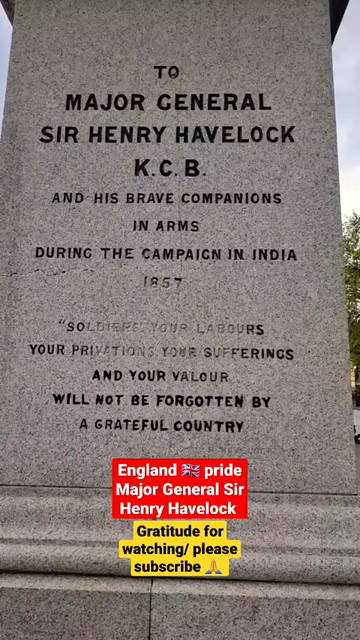 TO
MAJOR GENERAL
SIR HENRY HAVELOCK
K.C.B.
AND HIS BRAVE COMPANIONS
IN ARMS
DURING THE CAMPAIGN IN INDIA
1857
"SOLDIERS YOUR LABOURS
YOUR PRIVATIONS YOUR SUFFERINGS
AND YOUR VALOUR
WILL NOT BE FORGOTTEN BY
A GRATEFUL COUNTRY
England 🇬🇧 pride
Major General Sir
Henry Havelock
Gratitude for
watching/ please
subscribe 🙏